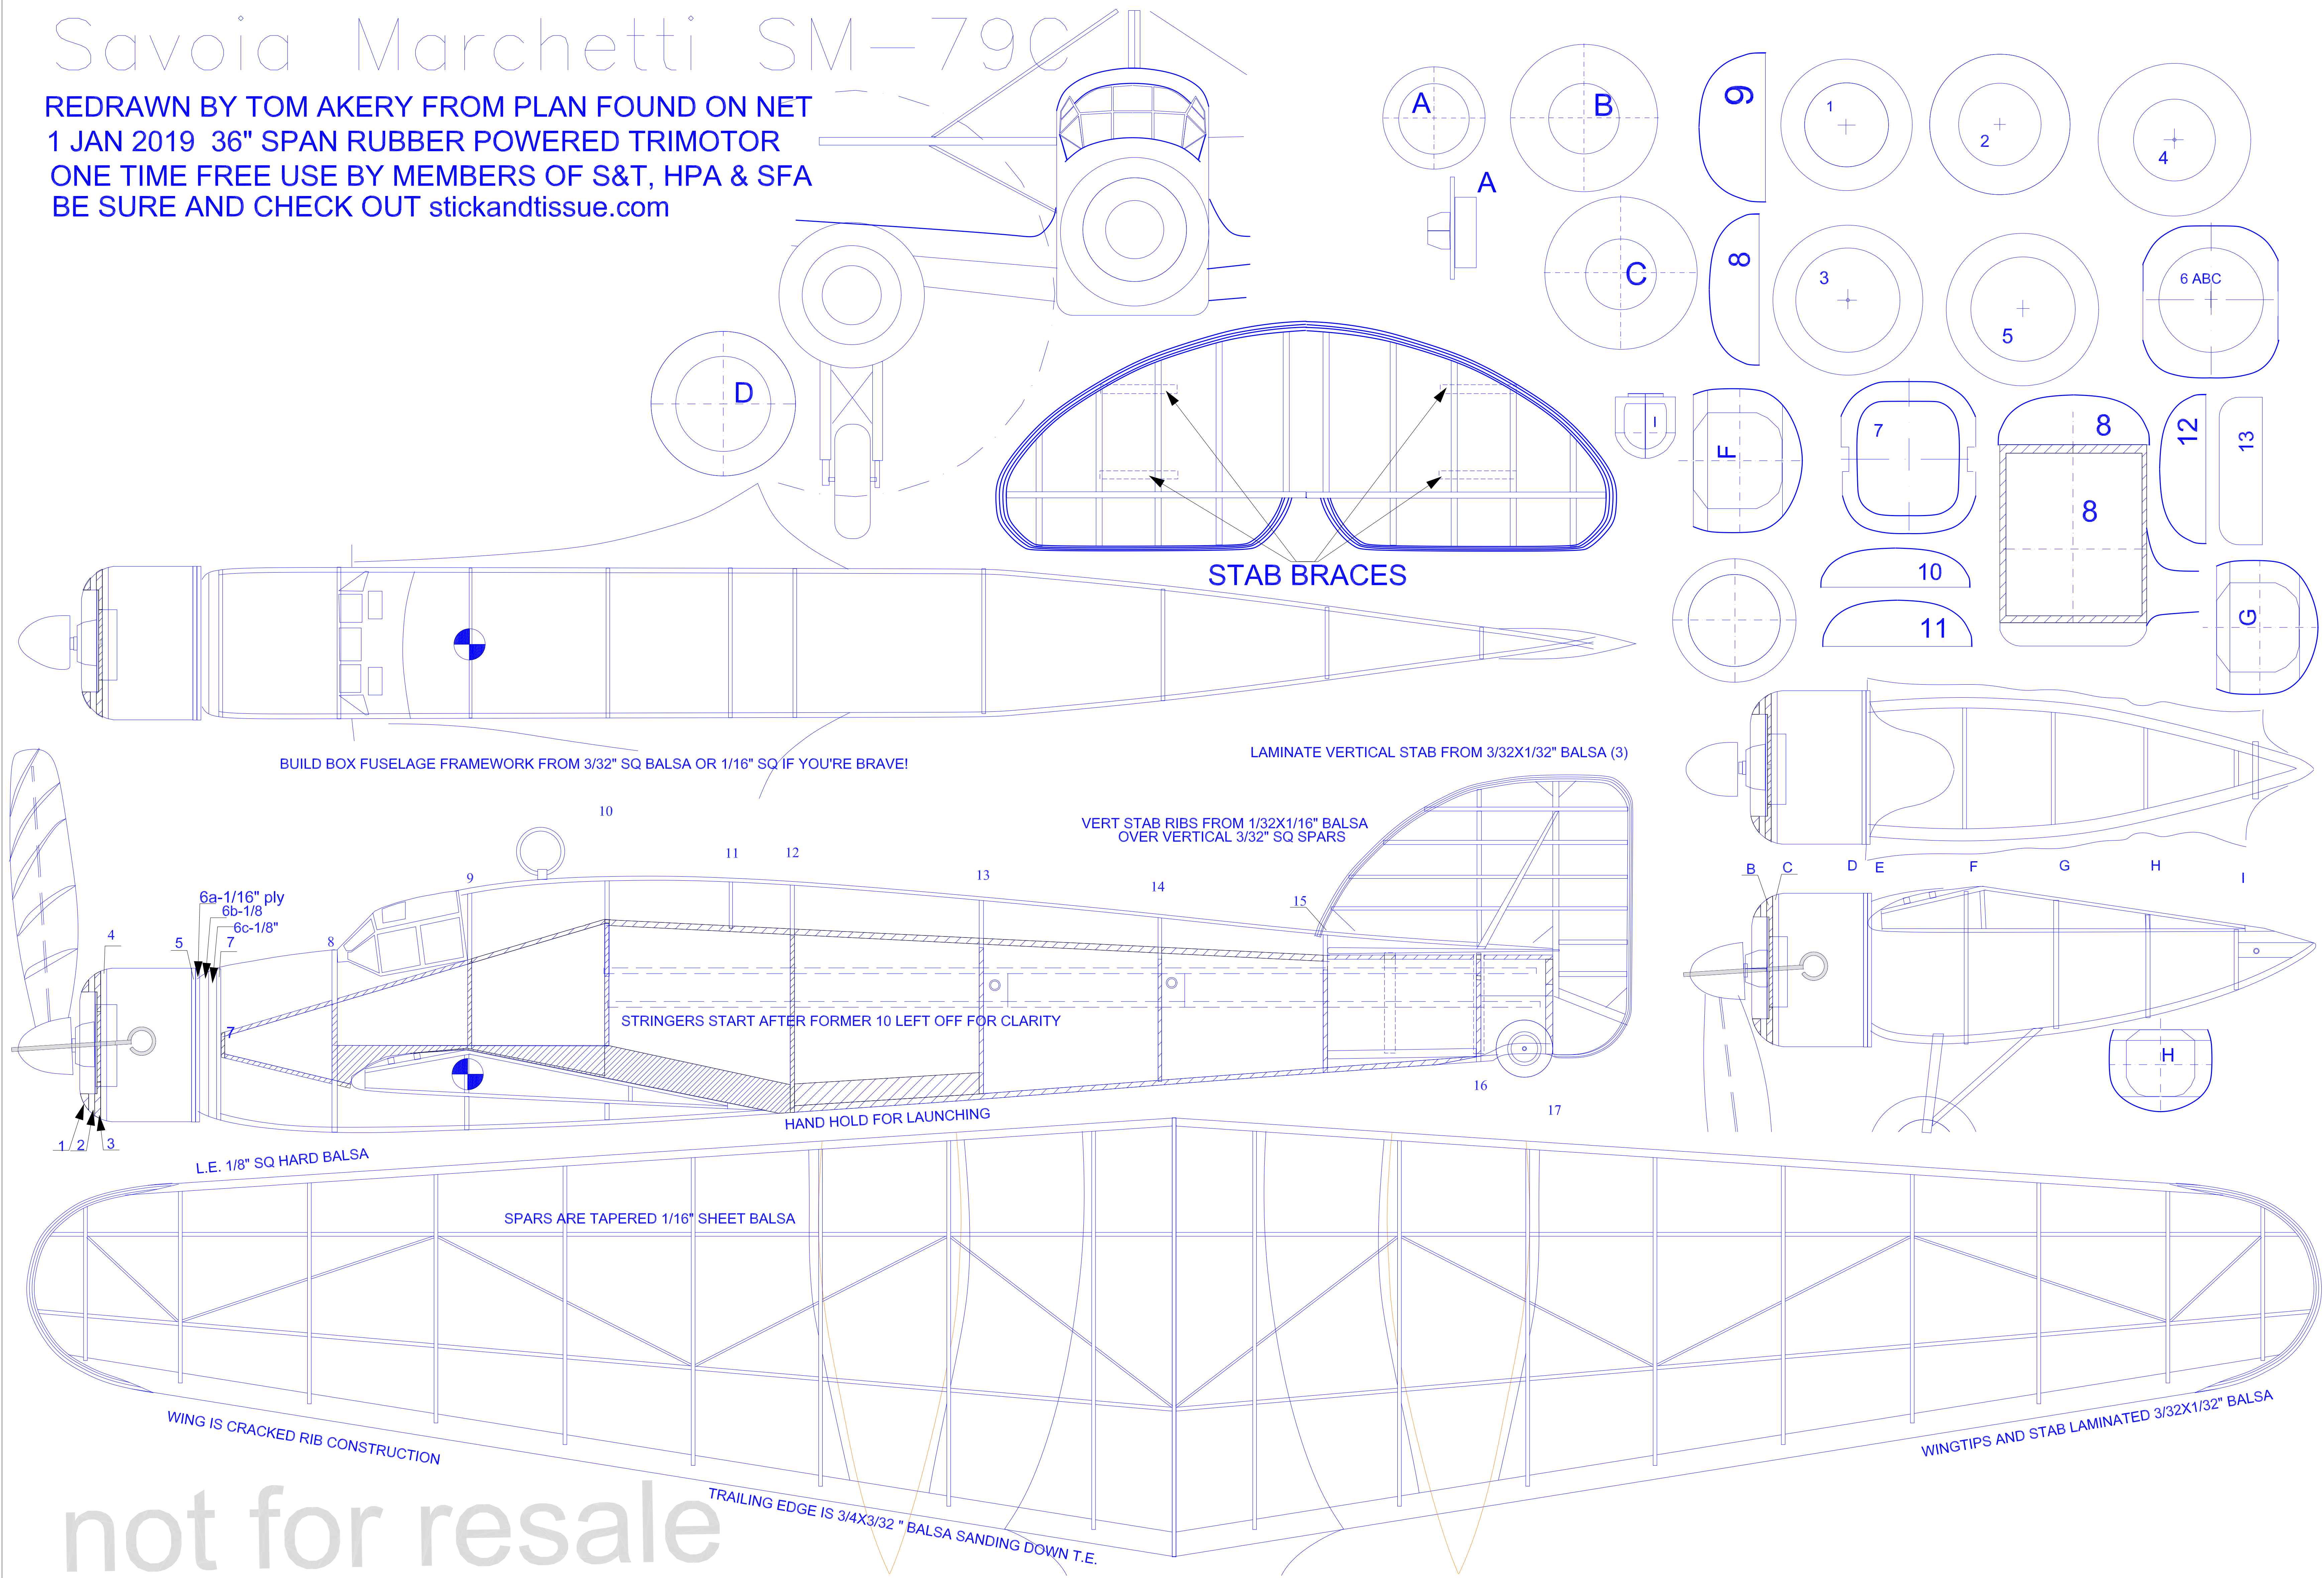 Savoia Marchetti SM-79C
REDRAWN BY TOM AKERY FROM PLAN FOUND ON NET
1 JAN 2019 36" SPAN RUBBER POWERED TRIMOTOR
ONE TIME FREE USE BY MEMBERS OF S&T, HPA & SFA
BE SURE AND CHECK OUT stickandtissue.com
A
B
9
1
2
4
A
C
8
3
5
6 ABC
D
I
F
7
8
12
13
8
STAB BRACES
10
11
G
BUILD BOX FUSELAGE FRAMEWORK FROM 3/32" SQ BALSA OR 1/16" SQ IF YOU'RE BRAVE!
LAMINATE VERTICAL STAB FROM 3/32X1/32" BALSA (3)
VERT STAB RIBS FROM 1/32X1/16" BALSA
OVER VERTICAL 3/32" SQ SPARS
10
11
12
9
13
14
15
6a-1/16" ply
6b-1/8
6c-1/8"
4
5
7
8
7
B
C
D
E
F
G
H
I
STRINGERS START AFTER FORMER 10 LEFT OFF FOR CLARITY
H
16
17
HAND HOLD FOR LAUNCHING
1
2
3
L.E. 1/8" SQ HARD BALSA
SPARS ARE TAPERED 1/16" SHEET BALSA
WING IS CRACKED RIB CONSTRUCTION
WINGTIPS AND STAB LAMINATED 3/32X1/32" BALSA
TRAILING EDGE IS 3/4X3/32 " BALSA SANDING DOWN T.E.
not for resale